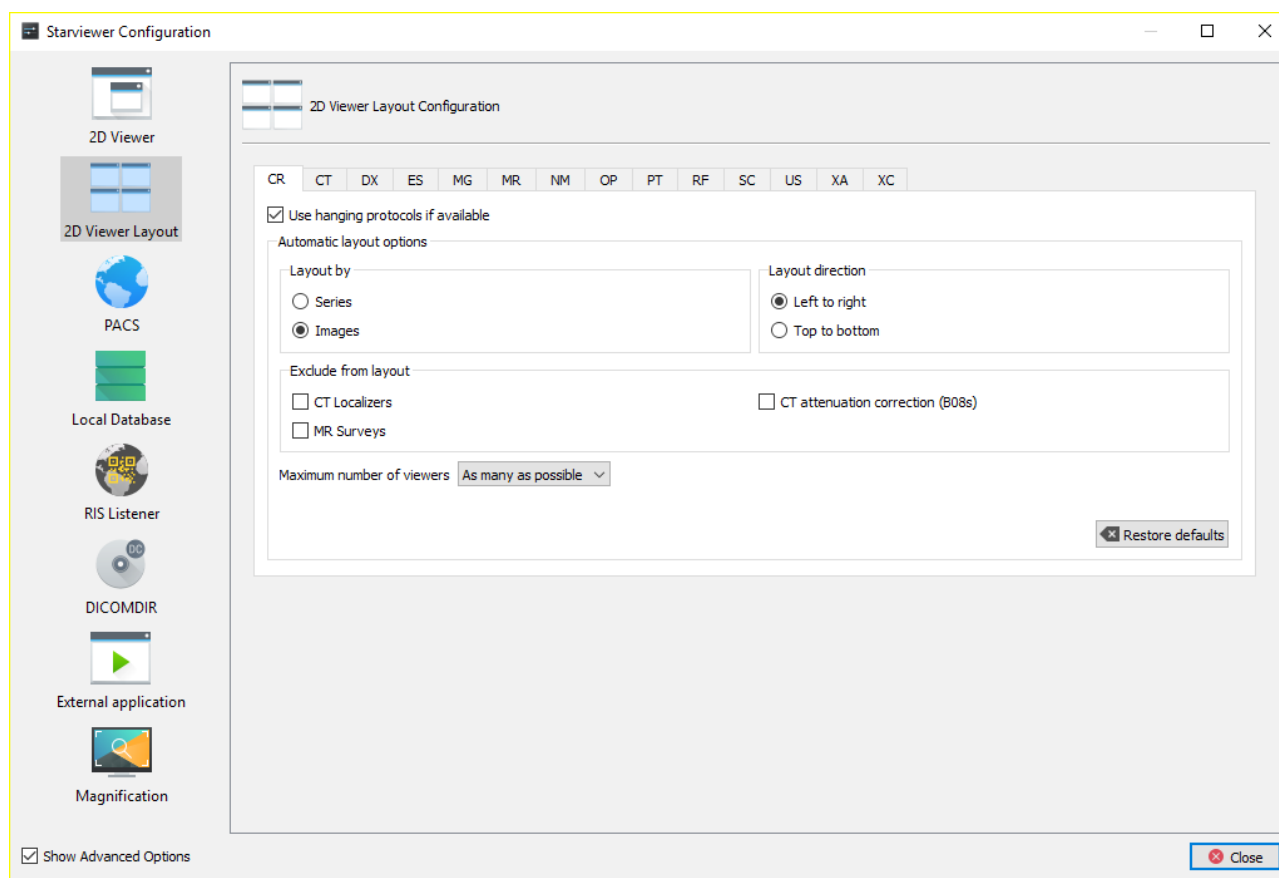 Starviewer Configuration
2D Viewer
2D Viewer Layout
PACS
Local Database
RIS Listener
DC
DICOMDIR
External application
Magnification
2D Viewer Layout Configuration
CR CT DX ES MG MR NM OP PT RF SC US XA XC
Use hanging protocols if available
Automatic layout options
Layout by
Series
Images
Layout direction
Left to right
Top to bottom
Exclude from layout
CT Localizers
CT attenuation correction (B08s)
MR Surveys
Maximum number of viewers As many as possible
Restore defaults
Show Advanced Options
Close